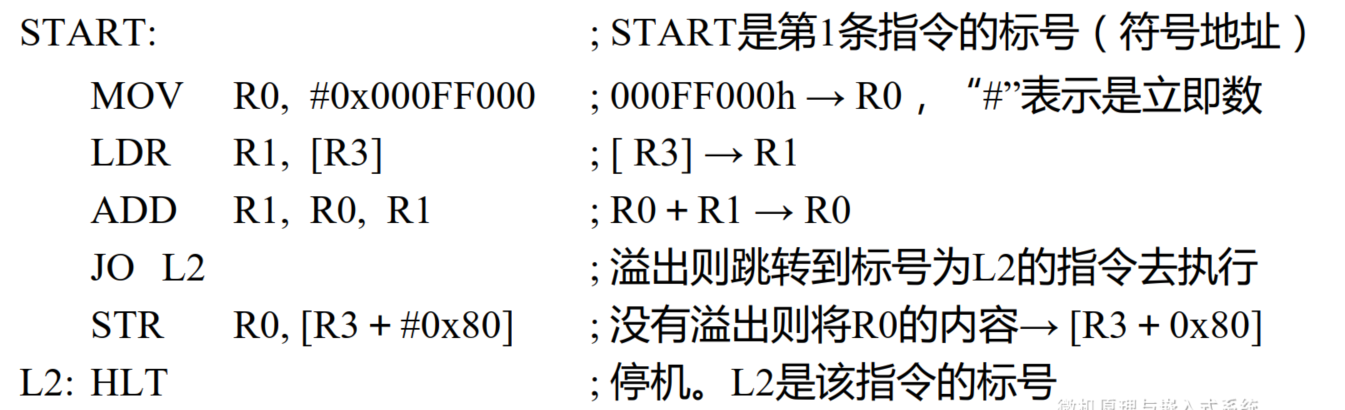 START: ; START是第1条指令的标号（符号地址）
MOV R0, #0x000FF000 ; 000FF000h → R0，“#”表示是立即数
LDR R1, [R3] ; [ R3] → R1
ADD R1, R0, R1 ; R0 + R1 → R0
JO L2 ; 溢出则跳转到标号为L2的指令去执行
STR R0, [R3 + #0x80] ; 没有溢出则将R0的内容→ [R3 + 0x80]
L2: HLT ; 停机。L2是该指令的标号
微机原理与嵌入式系统